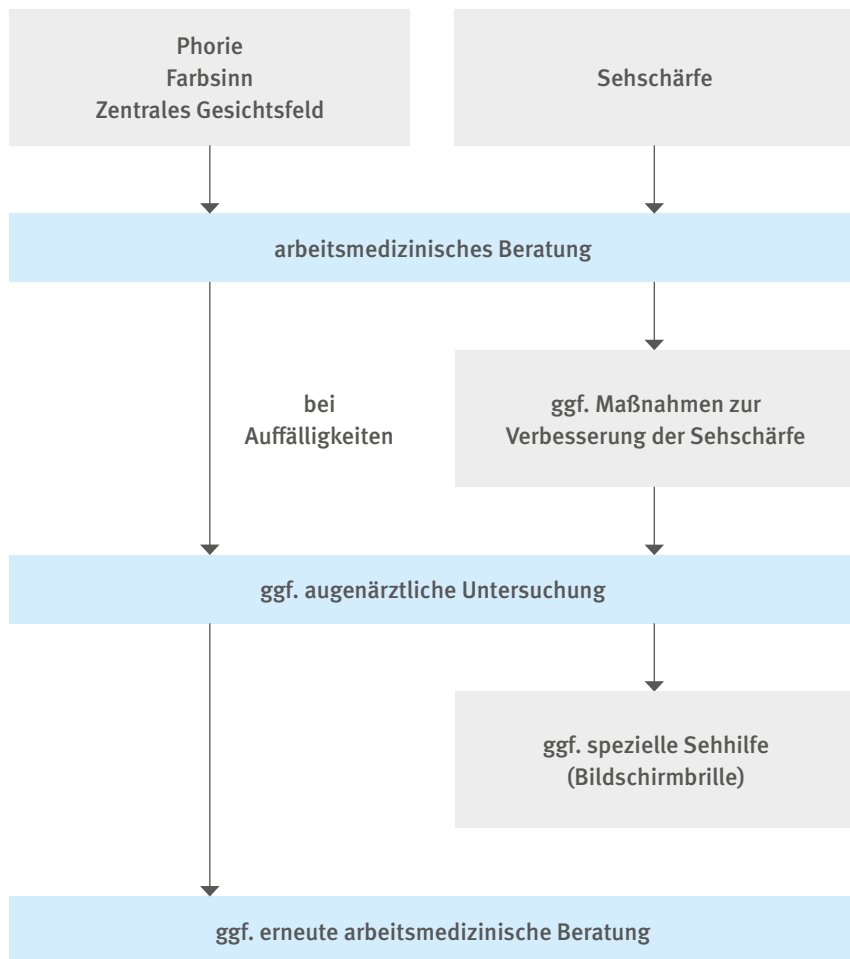 Phorie
Farbsinn
Zentrales Gesichtsfeld
Sehschärfe
arbeitsmedizinisches Beratung
bei
Auffälligkeiten
ggf. Maßnahmen zur
Verbesserung der Sehschärfe
ggf. augenärztliche Untersuchung
ggf. spezielle Sehhilfe
(Bildschirmbrille)
ggf. erneute arbeitsmedizinische Beratung